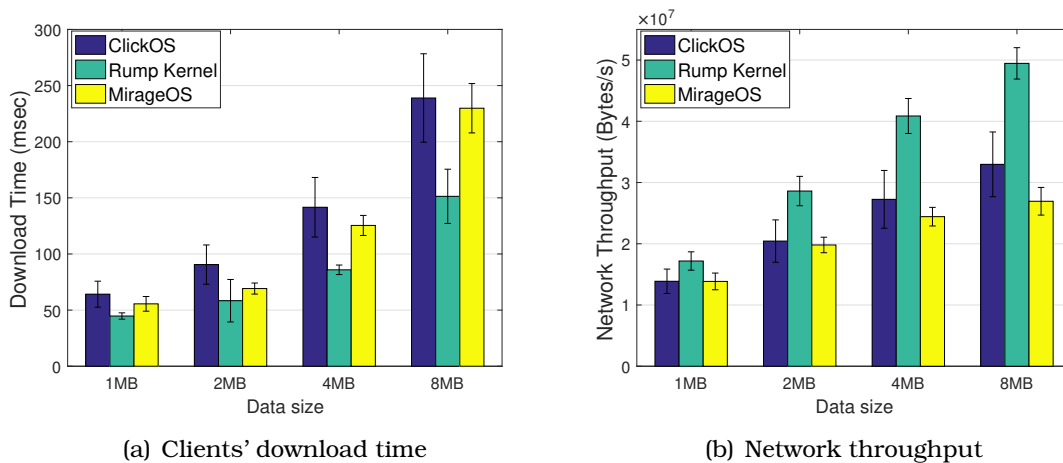 300
250
200
150
100
50
0
Download Time (msec)
ClickOS
Rump Kernel
MirageOS
1MB 2MB 4MB 8MB
Data size
(a) Clients’ download time
×10⁷
5
4
3
2
1
0
Network Throughput (Bytes/s)
ClickOS
Rump Kernel
MirageOS
1MB 2MB 4MB 8MB
Data size
(b) Network throughput